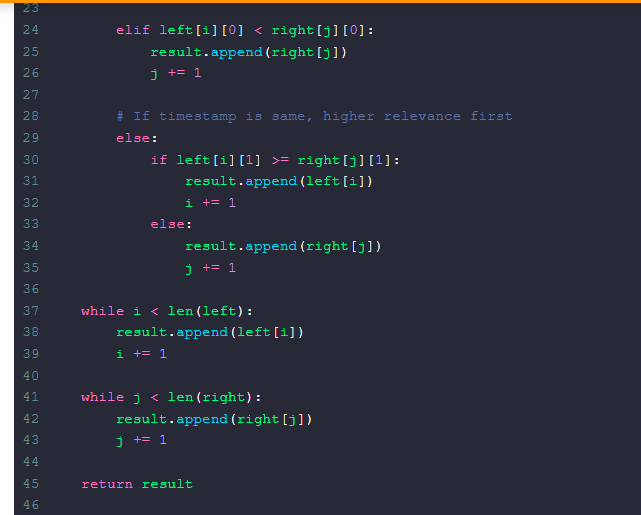 23
24 elif left[i][0] < right[j][0]:
25 result.append(right[j])
26 j += 1
27
28 # If timestamp is same, higher relevance first
29 else:
30 if left[i][1] >= right[j][1]:
31 result.append(left[i])
32 i += 1
33 else:
34 result.append(right[j])
35 j += 1
36
37 while i < len(left):
38 result.append(left[i])
39 i += 1
40
41 while j < len(right):
42 result.append(right[j])
43 j += 1
44
45 return result
46